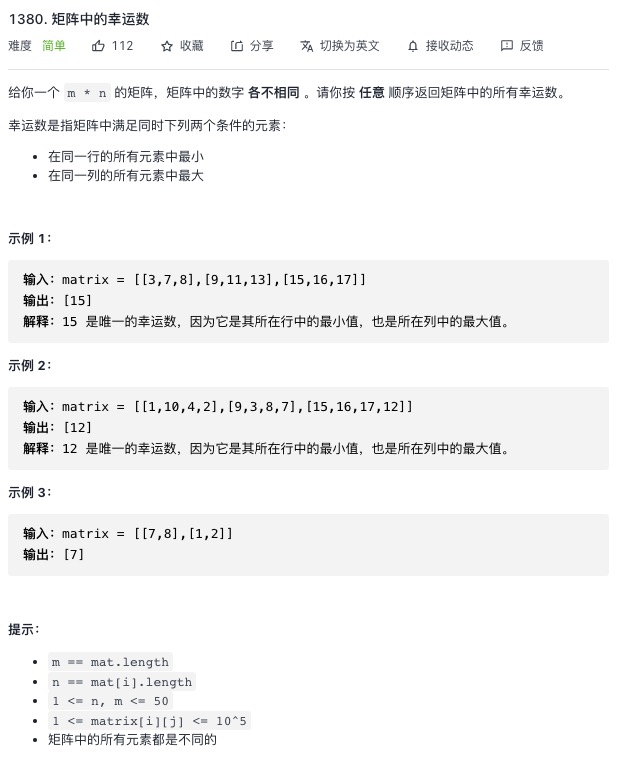 1380. 矩阵中的幸运数
难度 简单 112 收藏 分享 切换为英文 接收动态 反馈
给你一个 m * n 的矩阵，矩阵中的数字 各不相同 。请你按 任意 顺序返回矩阵中的所有幸运数。
幸运数是指矩阵中满足同时下列两个条件的元素：
• 在同一行的所有元素中最小
• 在同一列的所有元素中最大
示例 1：
输入：matrix = [[3,7,8],[9,11,13],[15,16,17]]
输出：[15]
解释：15 是唯一的幸运数，因为它是其所在行中的最小值，也是所在列中的最大值。
示例 2：
输入：matrix = [[1,10,4,2],[9,3,8,7],[15,16,17,12]]
输出：[12]
解释：12 是唯一的幸运数，因为它是其所在行中的最小值，也是所在列中的最大值。
示例 3：
输入：matrix = [[7,8],[1,2]]
输出：[7]
提示：
• m == mat.length
• n == mat[i].length
• 1 <= n, m <= 50
• 1 <= matrix[i][j] <= 10^5
• 矩阵中的所有元素都是不同的